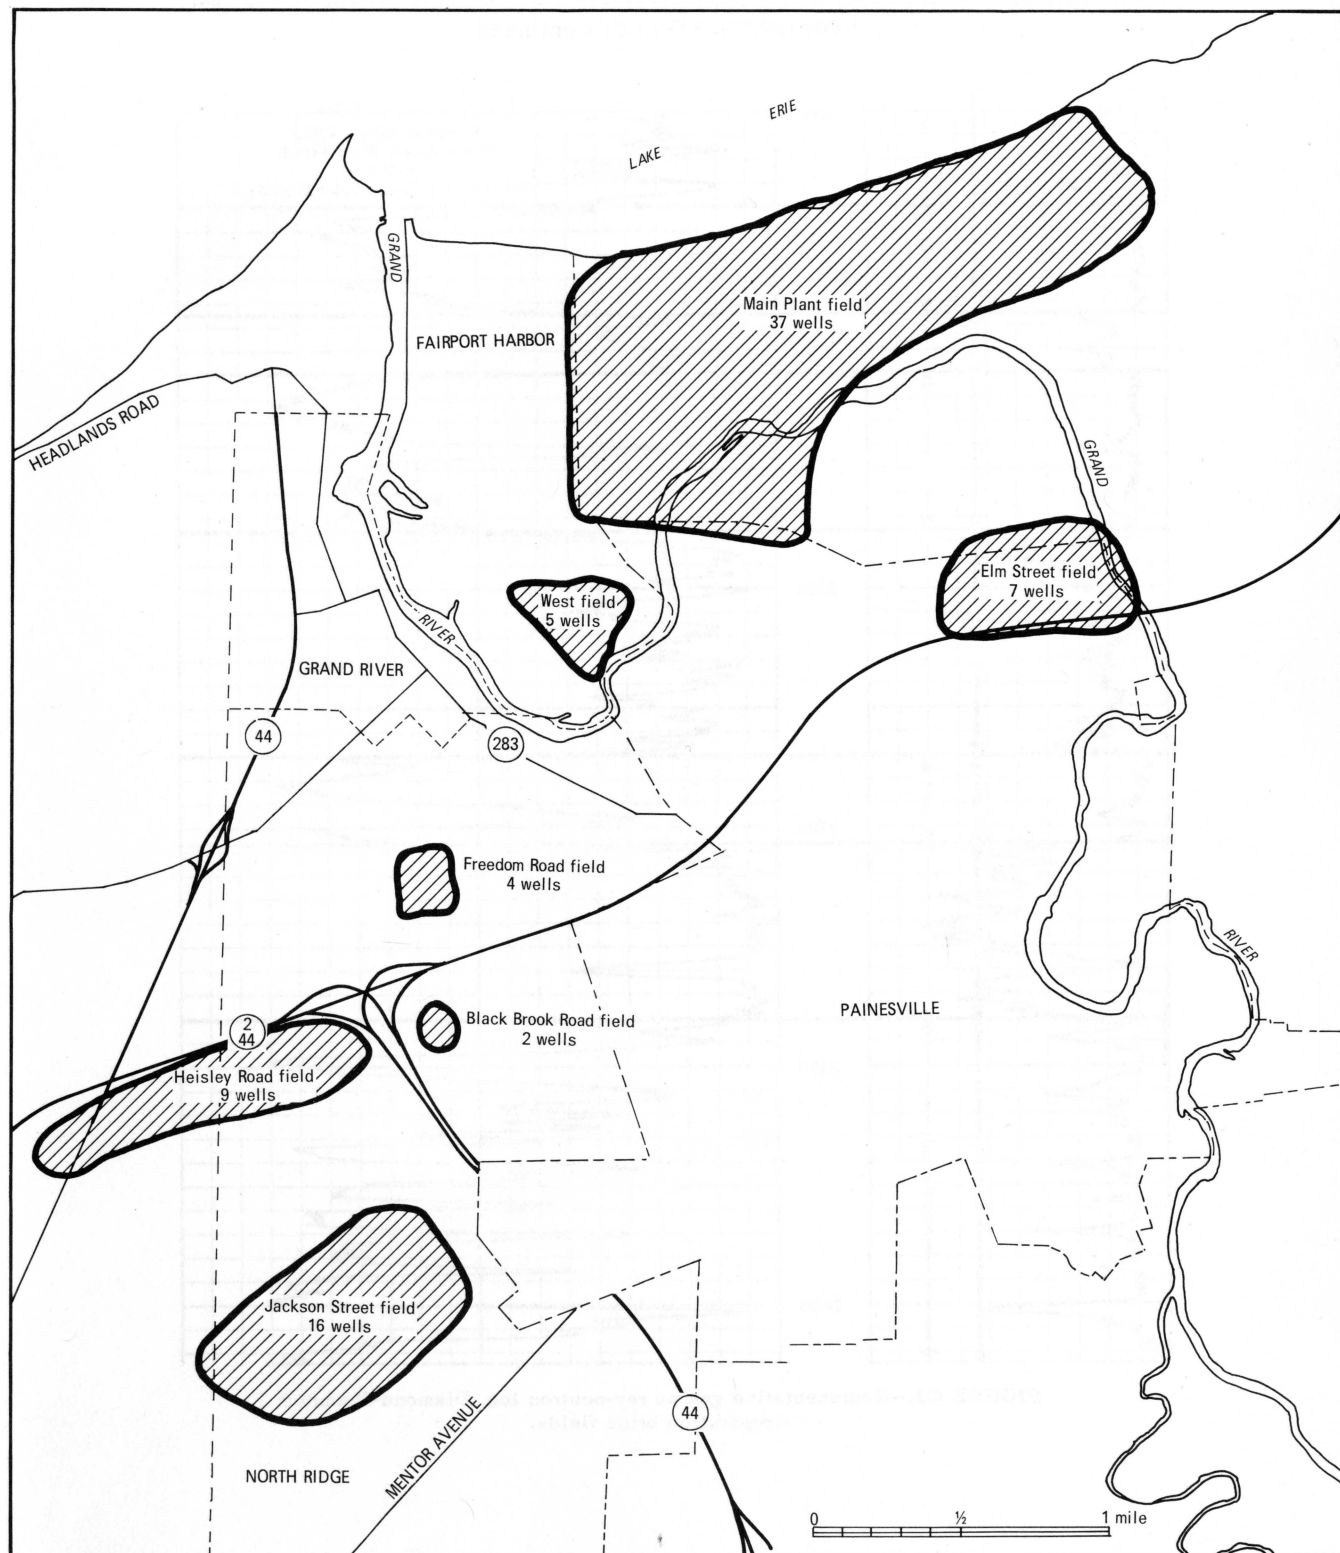 ERIE
LAKE
GRAND
Main Plant field
37 wells
FAIRPORT HARBOR
HEADLANDS ROAD
GRAND
Elm Street field
7 wells
West field
5 wells
RIVER
GRAND RIVER
44
283
Freedom Road field
4 wells
RIVER
PAINESVILLE
Black Brook Road field
2 wells
2
44
Heisley Road field
9 wells
Jackson Street field
16 wells
44
MENTOR AVENUE
NORTH RIDGE
0 ½ 1 mile